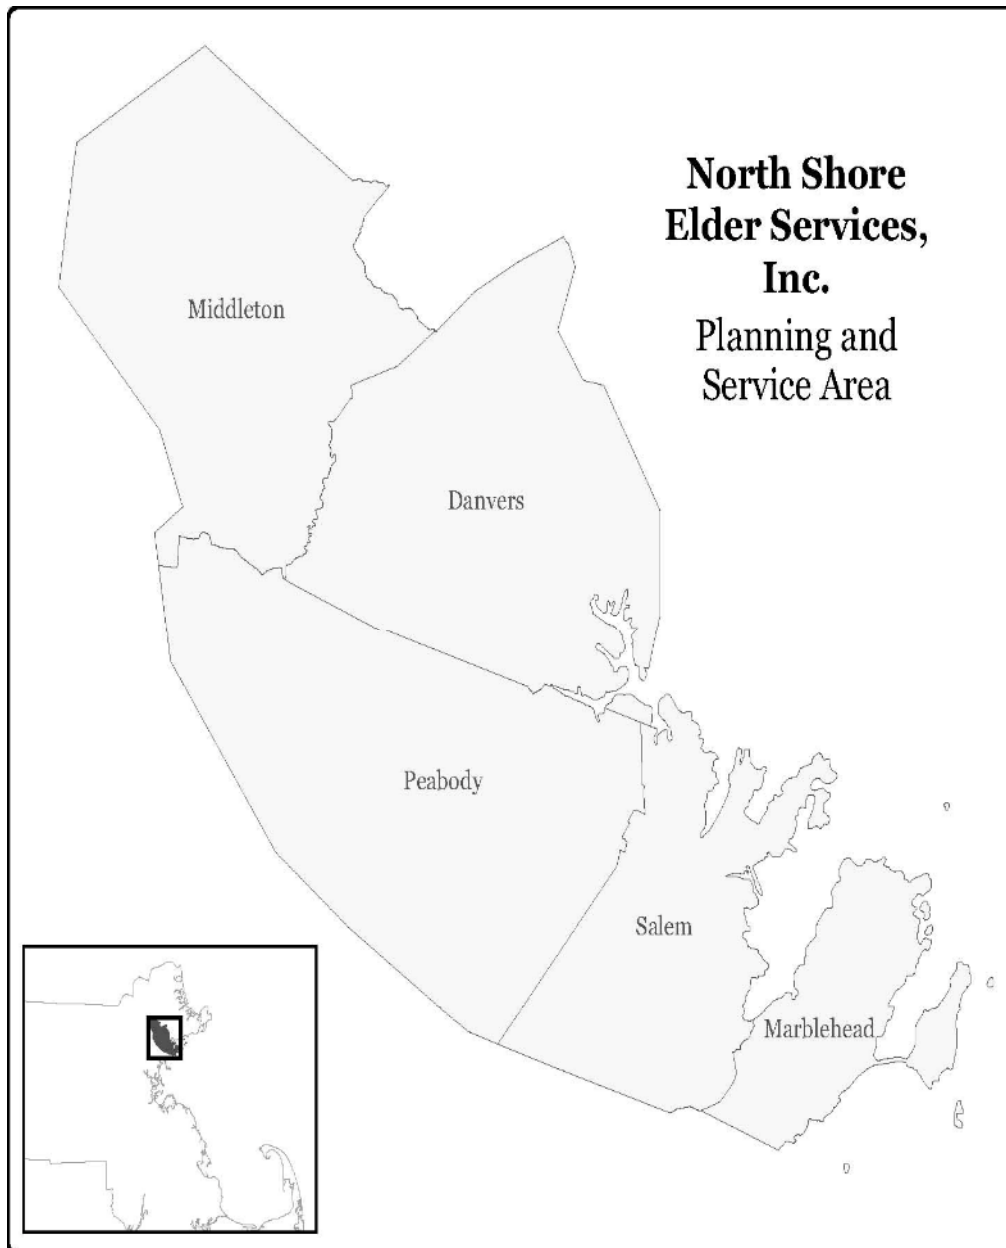 North Shore
Elder Services,
Inc.
Planning and
Service Area
Middleton
Danvers
Peabody
Salem
Marblehead